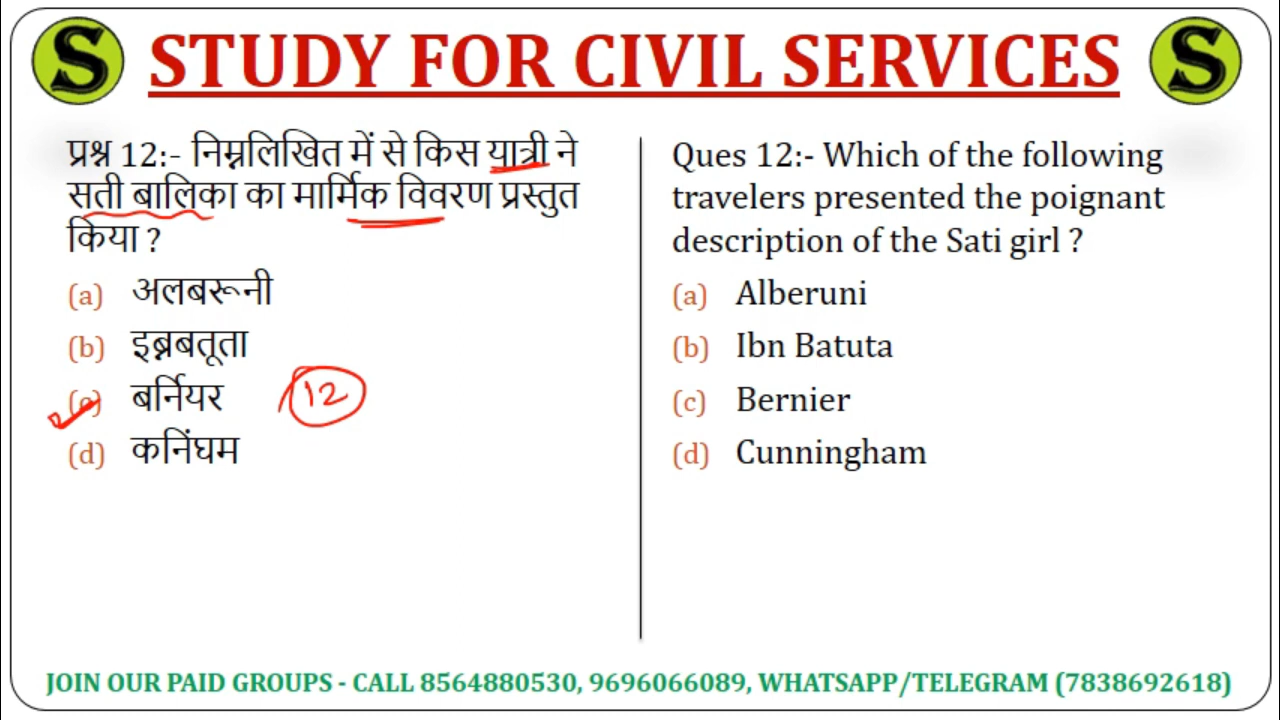 S STUDY FOR CIVIL SERVICES S
प्रश्न 12:- निम्नलिखित में से किस यात्री ने
सती बालिका का मार्मिक विवरण प्रस्तुत
किया ?
(a) अलबरूनी
(b) इब्नबतूता
(c) बर्नियर
12
(d) कनिंघम
Ques 12:- Which of the following
travelers presented the poignant
description of the Sati girl ?
(a) Alberuni
(b) Ibn Batuta
(c) Bernier
(d) Cunningham
JOIN OUR PAID GROUPS - CALL 8564880530, 9696066089, WHATSAPP/TELEGRAM (7838692618)